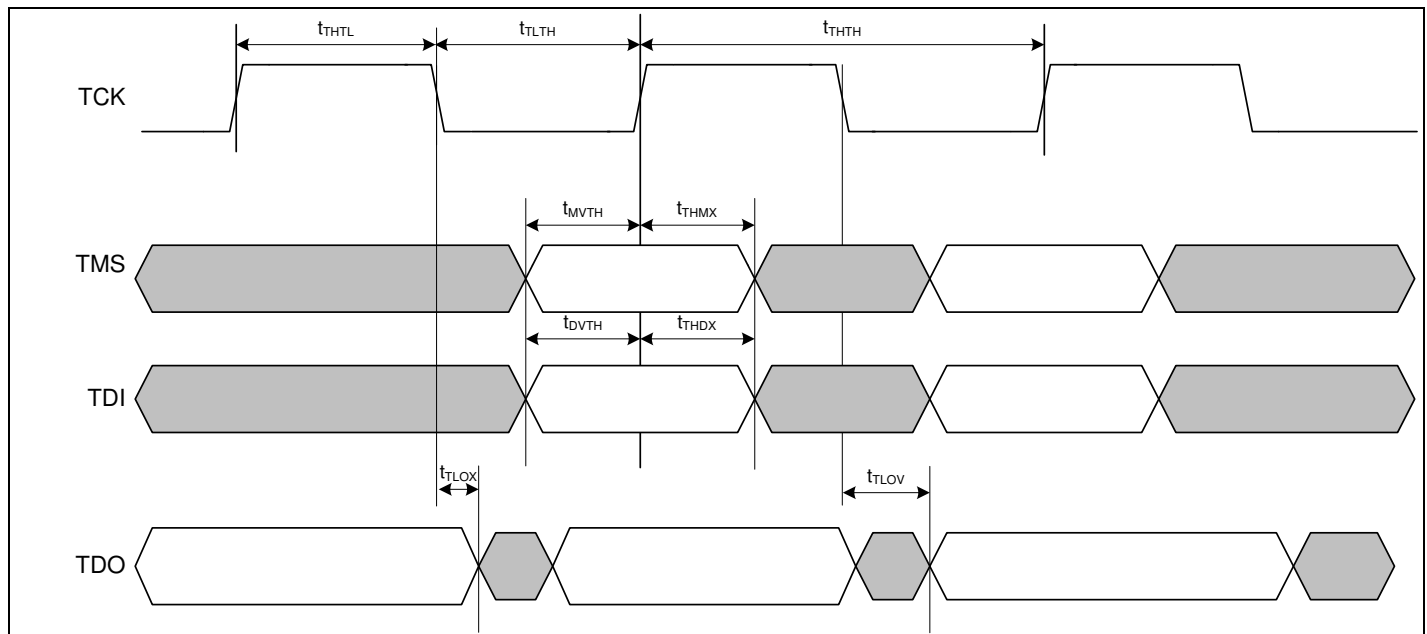 tTHTL tTLTH tTHTH
TCK
tMVTH tTHMX
TMS
tDVTH tTHDX
TDI
tTLOX tTLOV
TDO